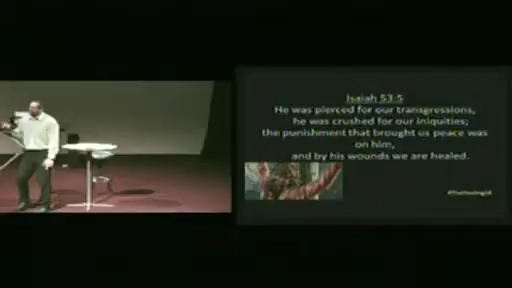 Isaiah 53:5
He was pierced for our transgressions,
he was crushed for our iniquities;
the punishment that brought us peace was
on him,
and by his wounds we are healed.